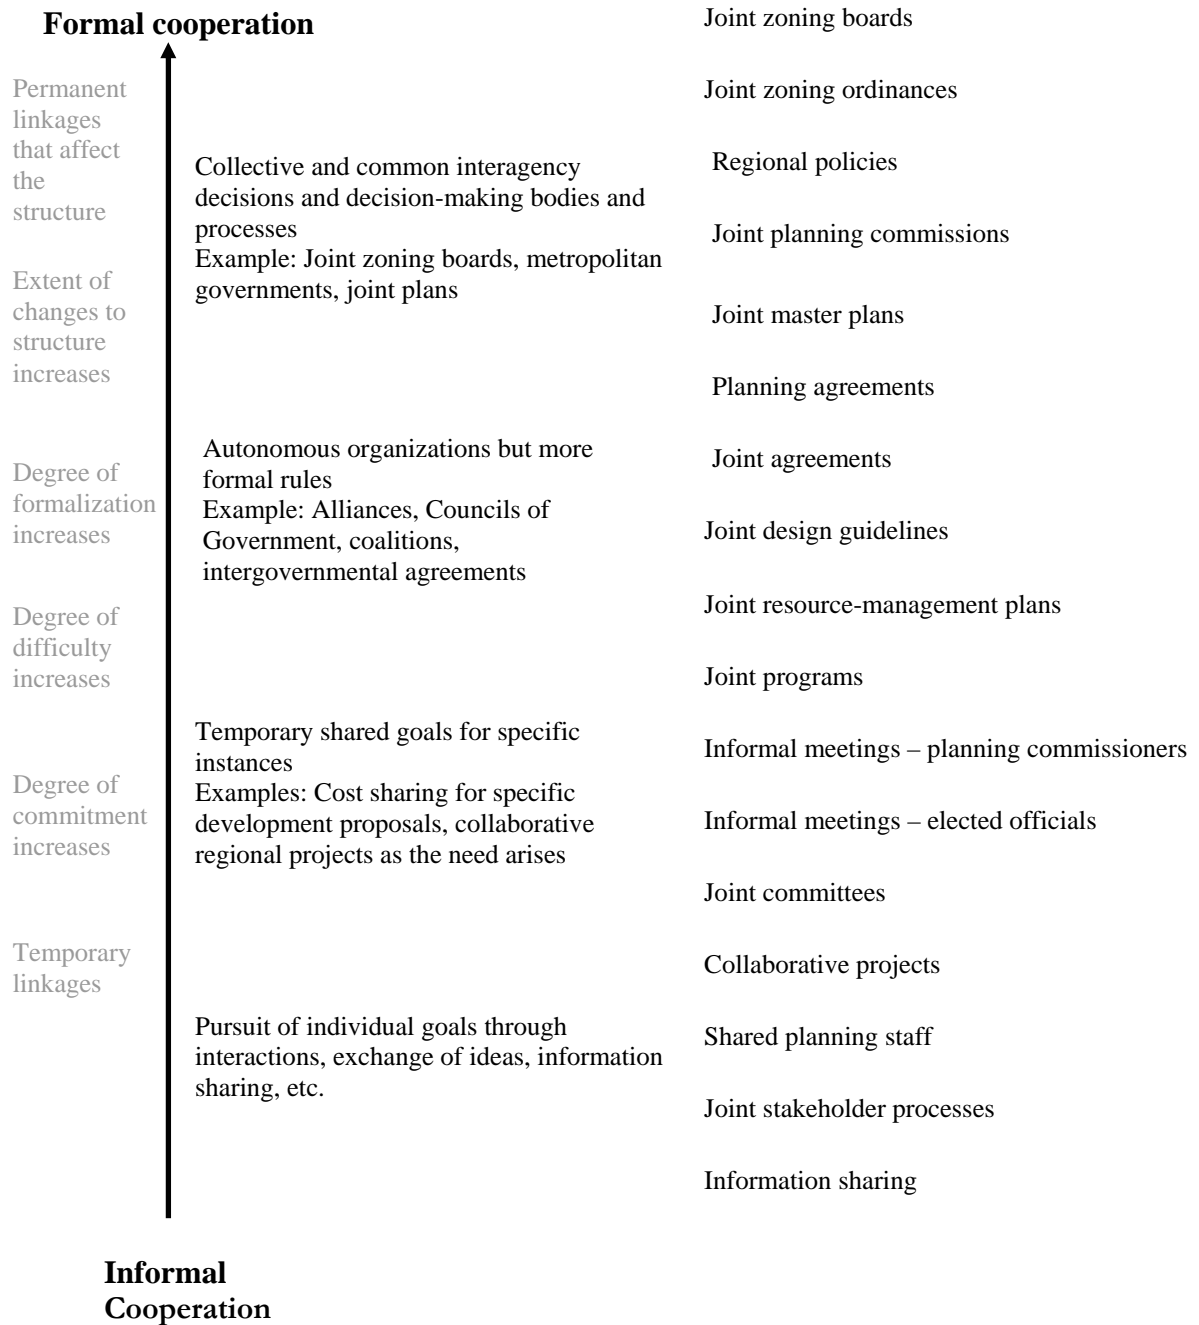 Formal cooperation
Permanent
linkages
that affect
the
structure
Extent of
changes to
structure
increases
Degree of
formalization
increases
Degree of
difficulty
increases
Degree of
commitment
increases
Temporary
linkages
Collective and common interagency
decisions and decision-making bodies and
processes
Example: Joint zoning boards, metropolitan
governments, joint plans
Autonomous organizations but more
formal rules
Example: Alliances, Councils of
Government, coalitions,
intergovernmental agreements
Temporary shared goals for specific
instances
Examples: Cost sharing for specific
development proposals, collaborative
regional projects as the need arises
Pursuit of individual goals through
interactions, exchange of ideas, information
sharing, etc.
Joint zoning boards
Joint zoning ordinances
Regional policies
Joint planning commissions
Joint master plans
Planning agreements
Joint agreements
Joint design guidelines
Joint resource-management plans
Joint programs
Informal meetings – planning commissioners
Informal meetings – elected officials
Joint committees
Collaborative projects
Shared planning staff
Joint stakeholder processes
Information sharing
Informal
Cooperation